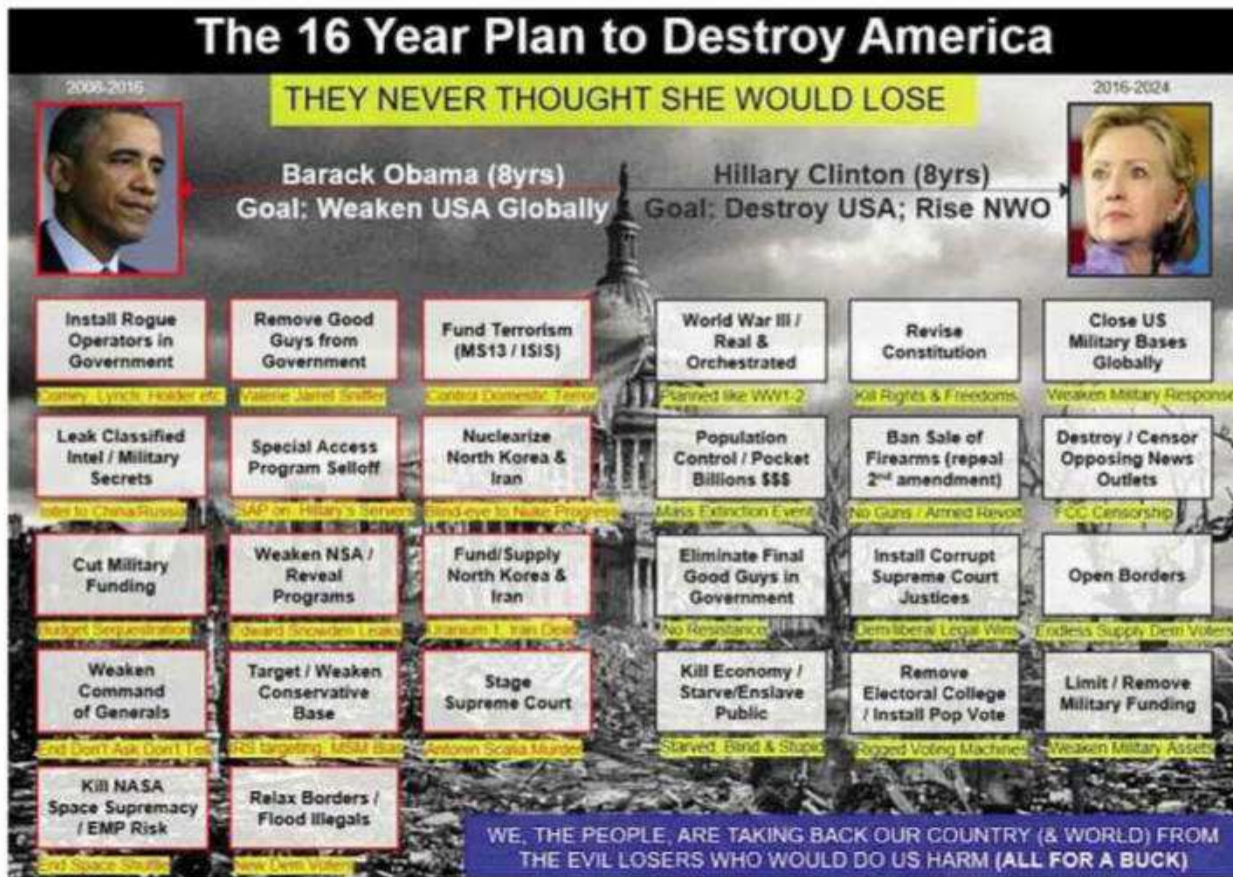 The 16 Year Plan to Destroy America
2008-2016
THEY NEVER THOUGHT SHE WOULD LOSE
2016-2024
Barack Obama (8yrs)
Goal: Weaken USA Globally
Hillary Clinton (8yrs)
Goal: Destroy USA; Rise NWO
Install Rogue
Operators in
Government
Comey, Lynch, Holder etc
Remove Good
Guys from
Government
Valerie Jarret Sniffer
Fund Terrorism
(MS13 / ISIS)
Control Domestic Terror
World War III /
Real &
Orchestrated
Planned like WW1-2
Revise
Constitution
Kill Rights & Freedoms
Close US
Military Bases
Globally
Weaken Military Response
Leak Classified
Intel / Military
Secrets
Intel to China/Russia
Special Access
Program Selloff
SAP on Hillary's Servers
Nuclearize
North Korea &
Iran
Blind-eye to Nuke Progress
Population
Control / Pocket
Billions $$$
Mass Extinction Event
Ban Sale of
Firearms (repeal
2nd amendment)
No Guns / Armed Revolt
Destroy / Censor
Opposing News
Outlets
FCC Censorship
Cut Military
Funding
Budget Sequestration
Weaken NSA /
Reveal
Programs
Edward Snowden Leaks
Fund/Supply
North Korea &
Iran
Uranium 1, Iran Deal
Eliminate Final
Good Guys in
Government
No Resistance
Install Corrupt
Supreme Court
Justices
Dem/liberal Legal Wins
Open Borders
Endless Supply Dem Voters
Weaken
Command
of Generals
End Don't Ask Don't Tell
Target / Weaken
Conservative
Base
IRS targeting, MSM Bias
Stage
Supreme Court
Antonin Scalia Murder
Kill Economy /
Starve/Enslave
Public
Starved, Blind & Stupid
Remove
Electoral College
/ Install Pop Vote
Rigged Voting Machines
Limit / Remove
Military Funding
Weaken Military Assets
Kill NASA
Space Supremacy
/ EMP Risk
End Space Shuttle
Relax Borders /
Flood Illegals
New Dem Voters
WE, THE PEOPLE, ARE TAKING BACK OUR COUNTRY (& WORLD) FROM
THE EVIL LOSERS WHO WOULD DO US HARM (ALL FOR A BUCK)